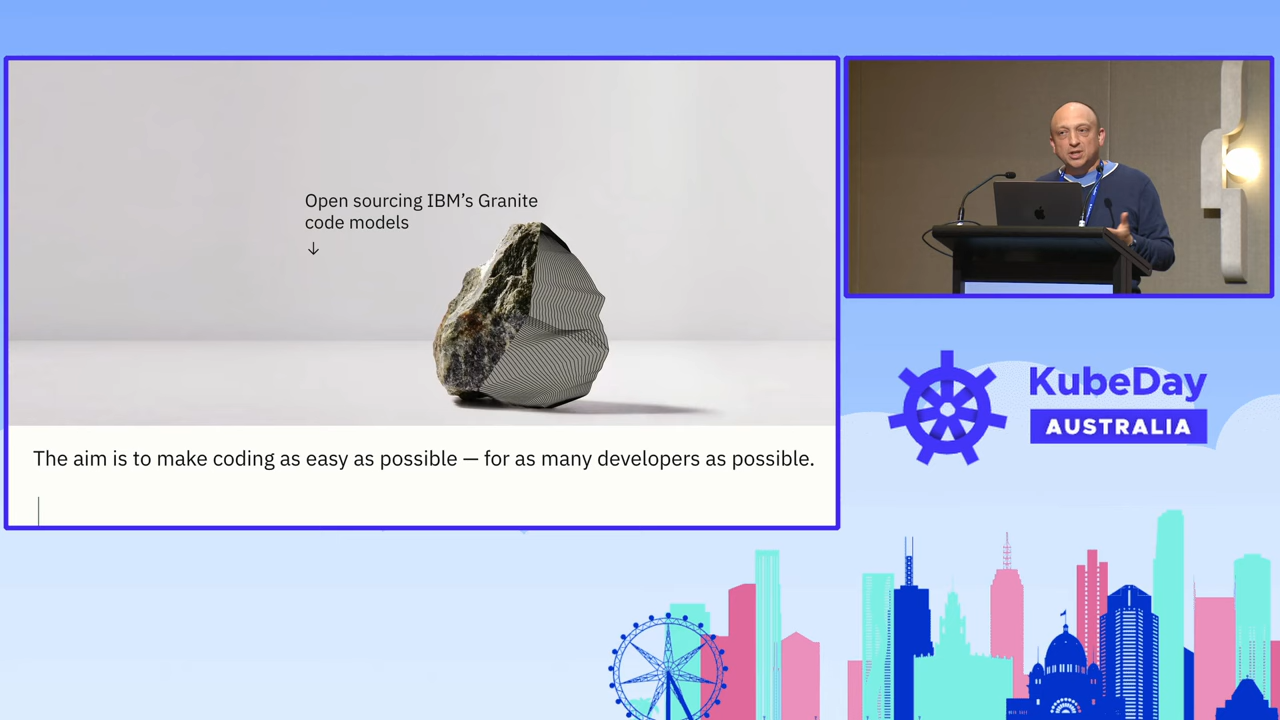 Open sourcing IBM’s Granite
code models
↓
The aim is to make coding as easy as possible — for as many developers as possible.
KubeDay
AUSTRALIA